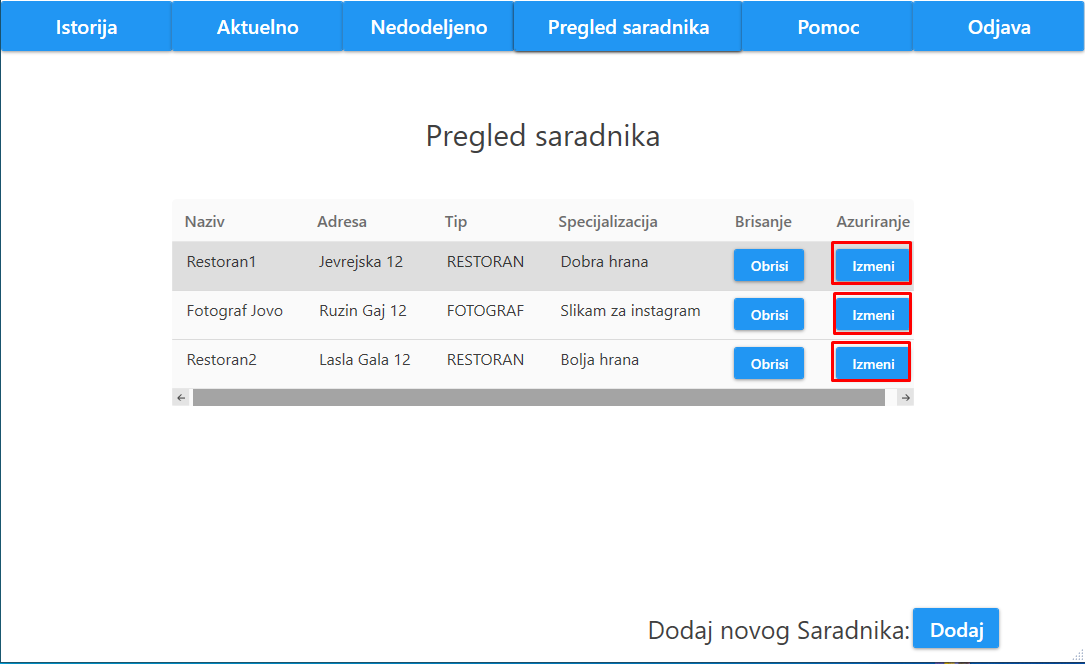 Istorija Aktuelno Nedodeljeno Pregled saradnika Pomoc Odjava
Pregled saradnika
Naziv Adresa Tip Specijalizacija Brisanje Azuriranje
Restoran1 Jevrejska 12 RESTORAN Dobra hrana Obrisi Izmeni
Fotograf Jovo Ruzin Gaj 12 FOTOGRAF Slikam za instagram Obrisi Izmeni
Restoran2 Lasla Gala 12 RESTORAN Bolja hrana Obrisi Izmeni
Dodaj novog Saradnika: Dodaj